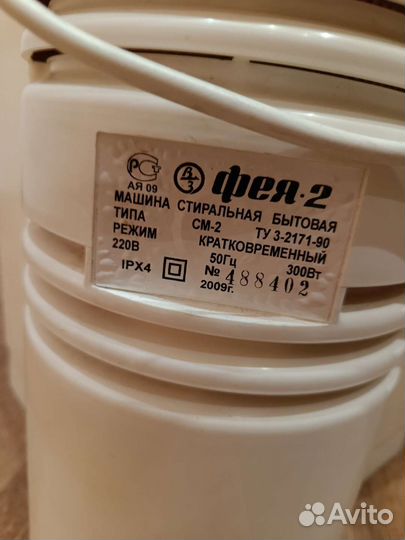 РС фея·2
АЯ 09
МАШИНА СТИРАЛЬНАЯ БЫТОВАЯ
ТИПА СМ-2 ТУ 3-2171-90
РЕЖИМ КРАТКОВРЕМЕННЫЙ
220В 50Гц 300Вт
IPX4 № 488402
2009г.
Avito